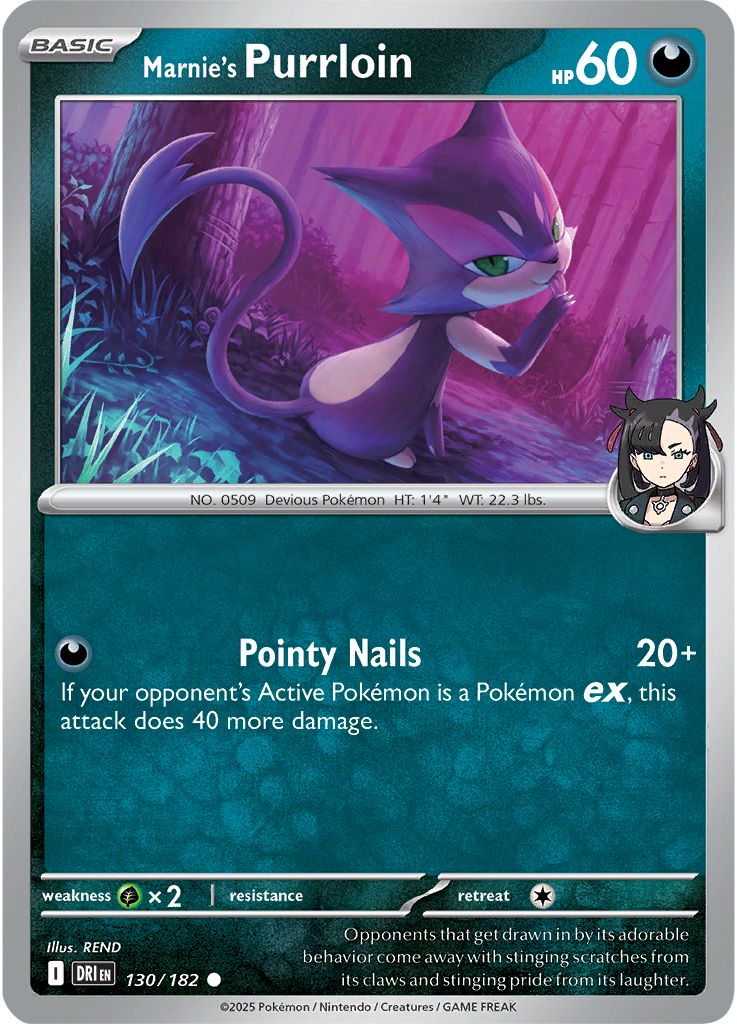 BASIC
Marnie's Purrloin
HP 60
NO. 0509 Devious Pokémon HT: 1'4" WT: 22.3 lbs.
Pointy Nails 20+
If your opponent's Active Pokémon is a Pokémon ex, this
attack does 40 more damage.
weakness ×2 resistance retreat
Illus. REND
I DRI EN 130/182
Opponents that get drawn in by its adorable
behavior come away with stinging scratches from
its claws and stinging pride from its laughter.
©2025 Pokémon / Nintendo / Creatures / GAME FREAK